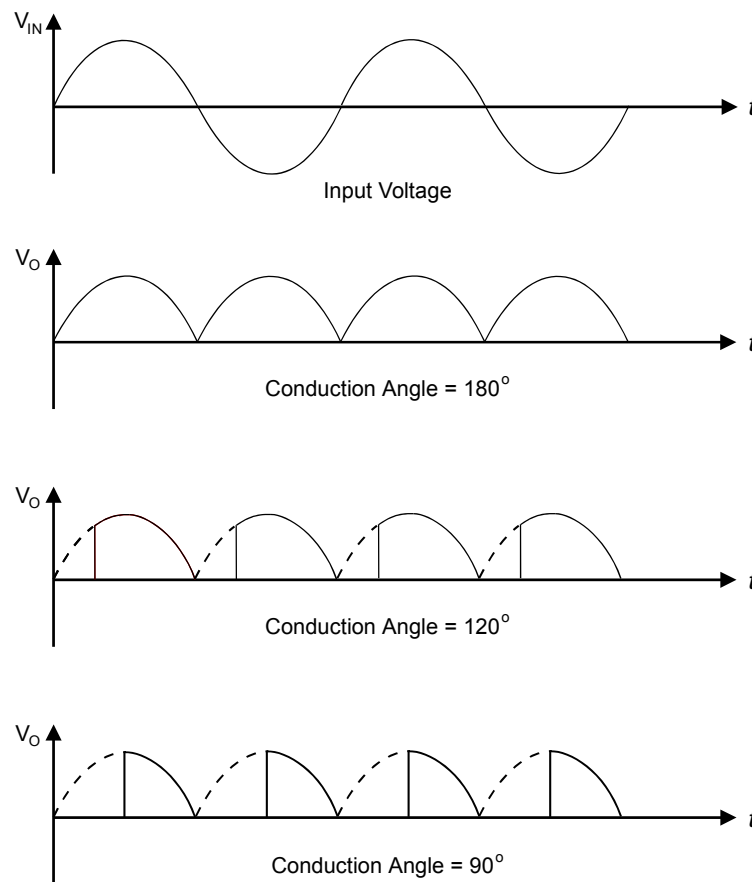 V_IN
t
Input Voltage
V_O
t
Conduction Angle = 180°
V_O
t
Conduction Angle = 120°
V_O
t
Conduction Angle = 90°